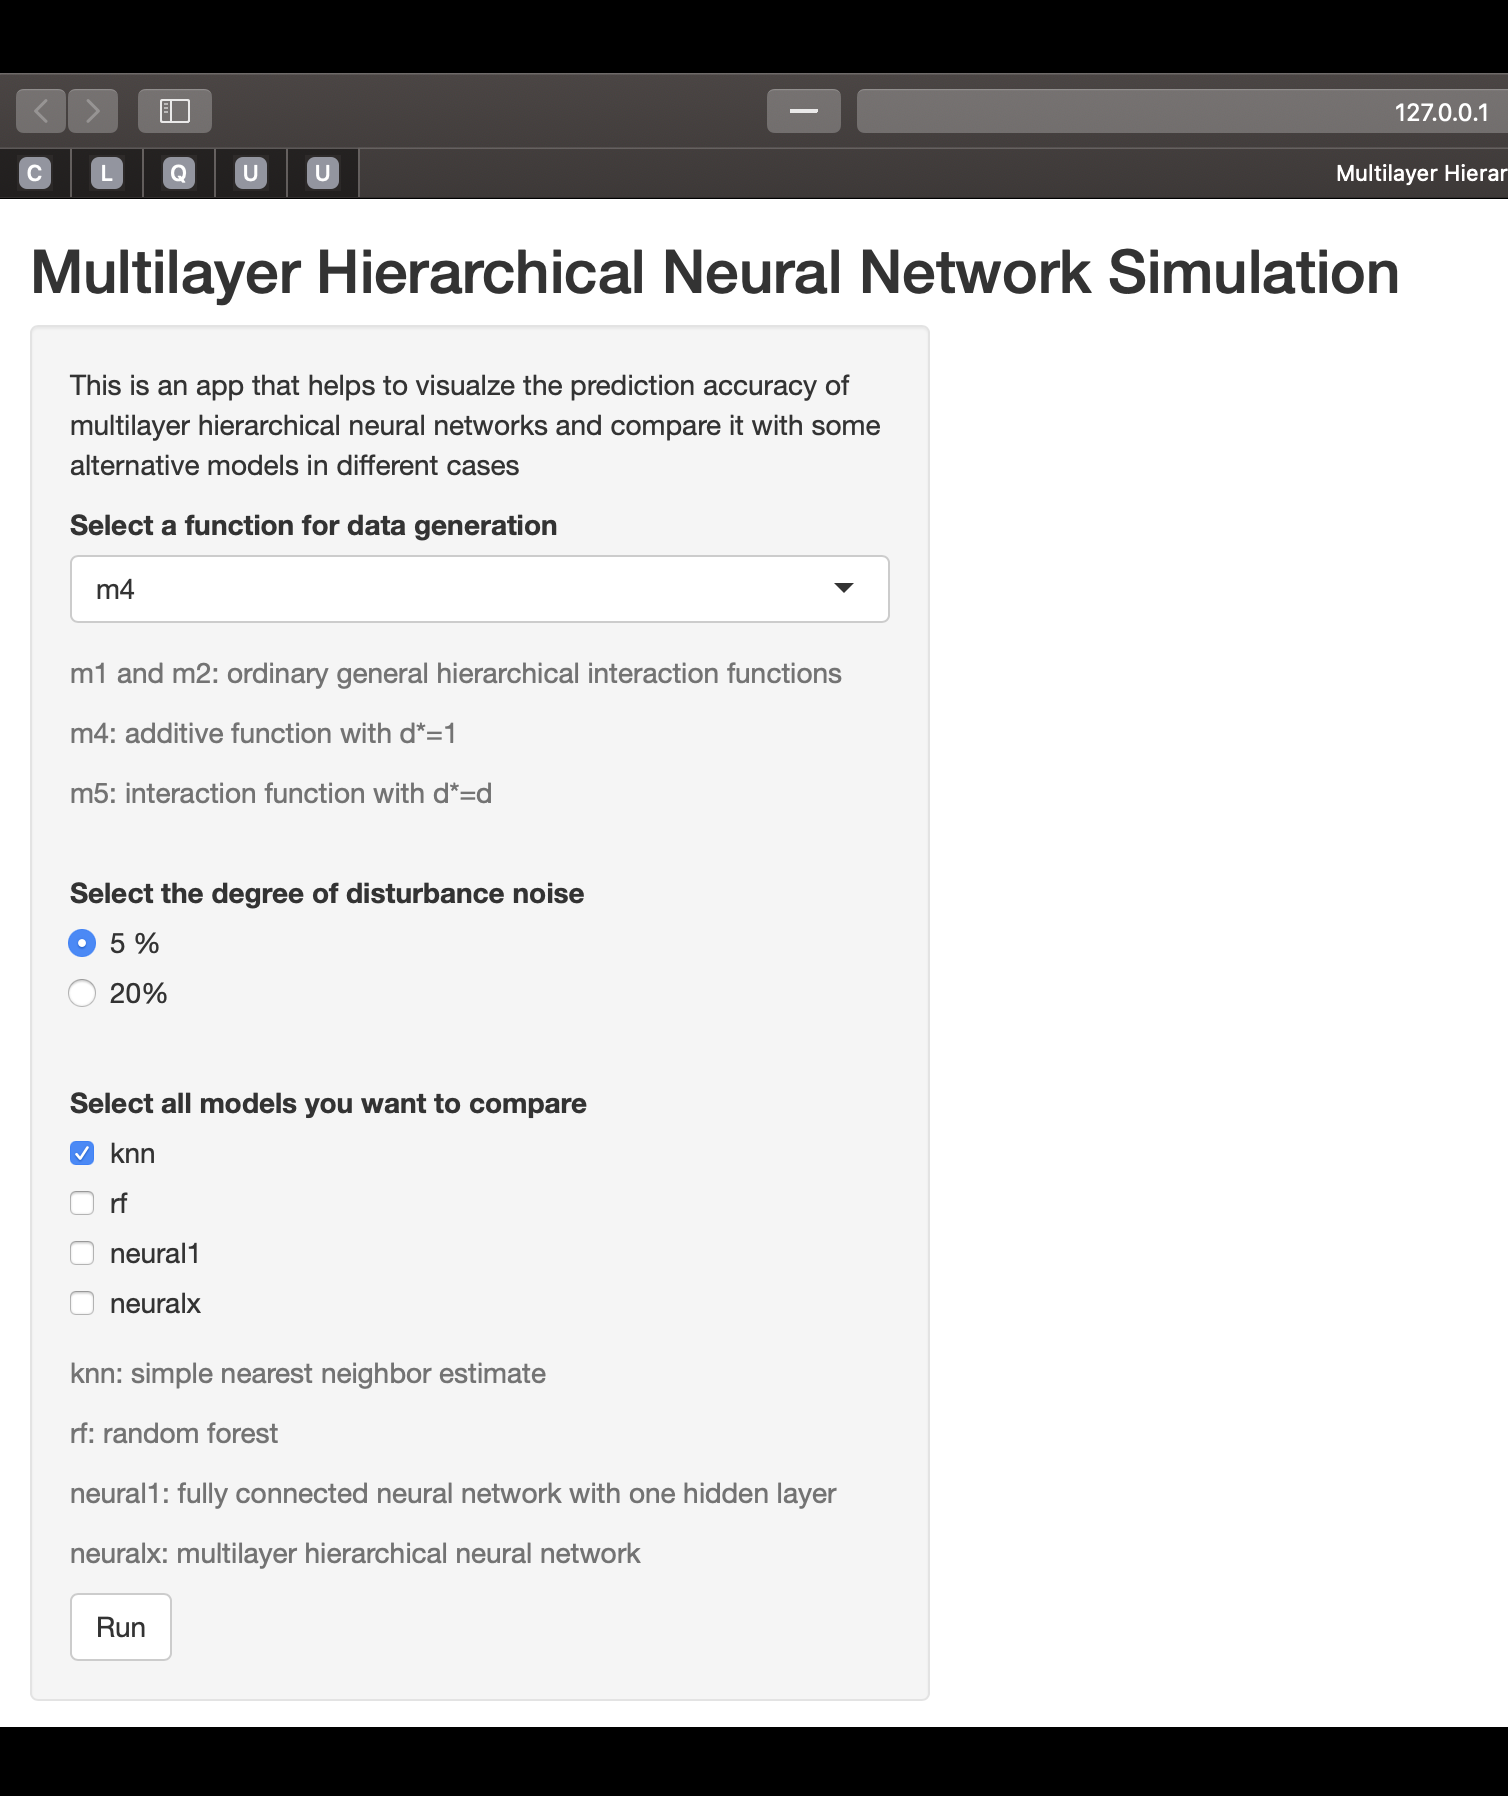 127.0.0.1
C L Q U U Multilayer Hierar
Multilayer Hierarchical Neural Network Simulation
This is an app that helps to visualze the prediction accuracy of
multilayer hierarchical neural networks and compare it with some
alternative models in different cases
Select a function for data generation
m4
m1 and m2: ordinary general hierarchical interaction functions
m4: additive function with d*=1
m5: interaction function with d*=d
Select the degree of disturbance noise
5 %
20%
Select all models you want to compare
knn
rf
neural1
neuralx
knn: simple nearest neighbor estimate
rf: random forest
neural1: fully connected neural network with one hidden layer
neuralx: multilayer hierarchical neural network
Run